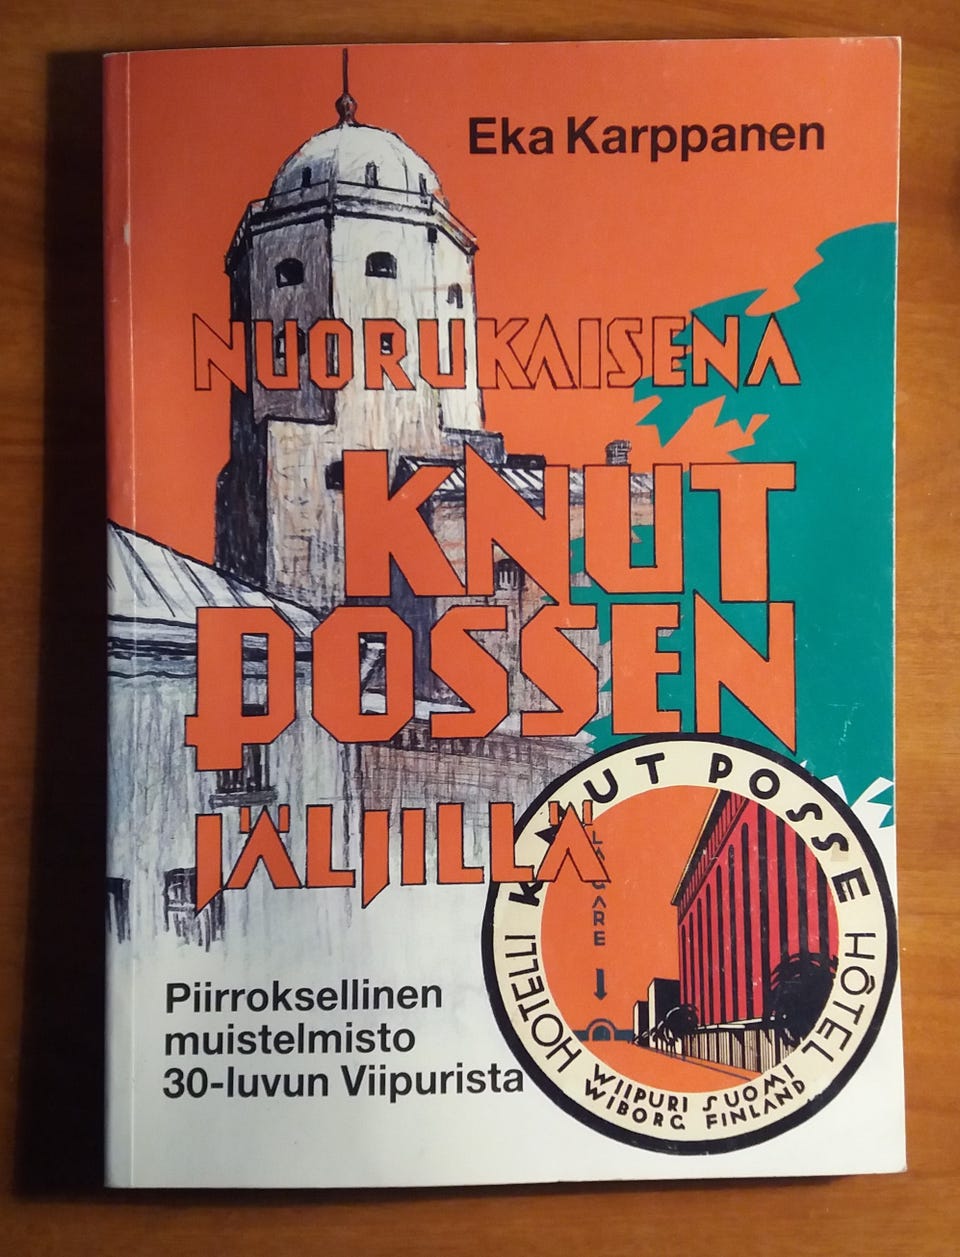 Eka Karppanen
NUORUKAISENA
KNUT
POSSEN
JÄLJILLÄ
Piirroksellinen
muistelmisto
30-luvun Viipurista
HOTELLI KNUT POSSE HÔTEL
GARE
WIIPURI SUOMI
WIBORG FINLAND